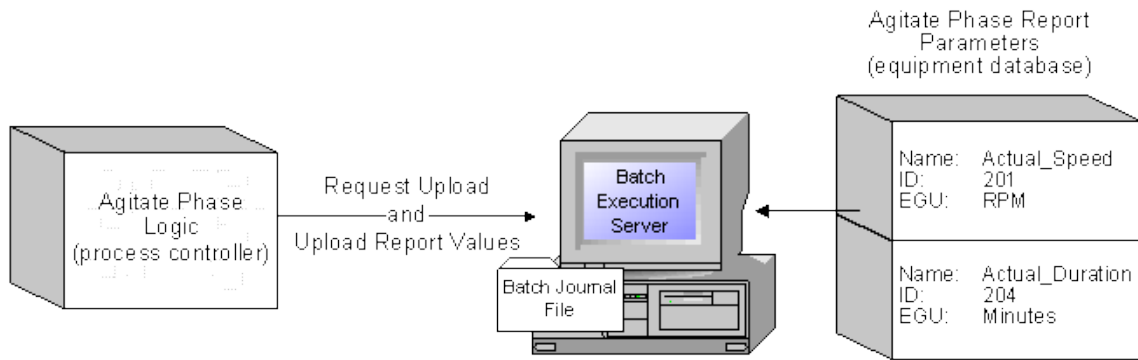 Agitate Phase Report
Parameters
(equipment database)
Agitate Phase
Logic
(process controller)
Request Upload
and
Upload Report Values
Batch
Execution
Server
Batch Journal
File
Name: Actual_Speed
ID: 201
EGU: RPM
Name: Actual_Duration
ID: 204
EGU: Minutes